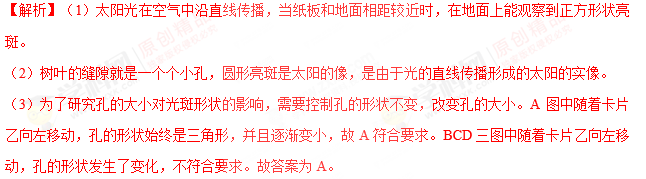 【解析】（1）太阳光在空气中沿直线传播，当纸板和地面相距较近时，在地面上能观察到正方形状亮
斑。
（2）树叶的缝隙就是一个个小孔，圆形亮斑是太阳的像，是由于光的直线传播形成的太阳的实像。
（3）为了研究孔的大小对光斑形状的影响，需要控制孔的形状不变，改变孔的大小。A 图中随着卡片
乙向左移动，孔的形状始终是三角形，并且逐渐变小，故 A 符合要求。BCD 三图中随着卡片乙向左移
动，孔的形状发生了变化，不符合要求。故答案为 A。